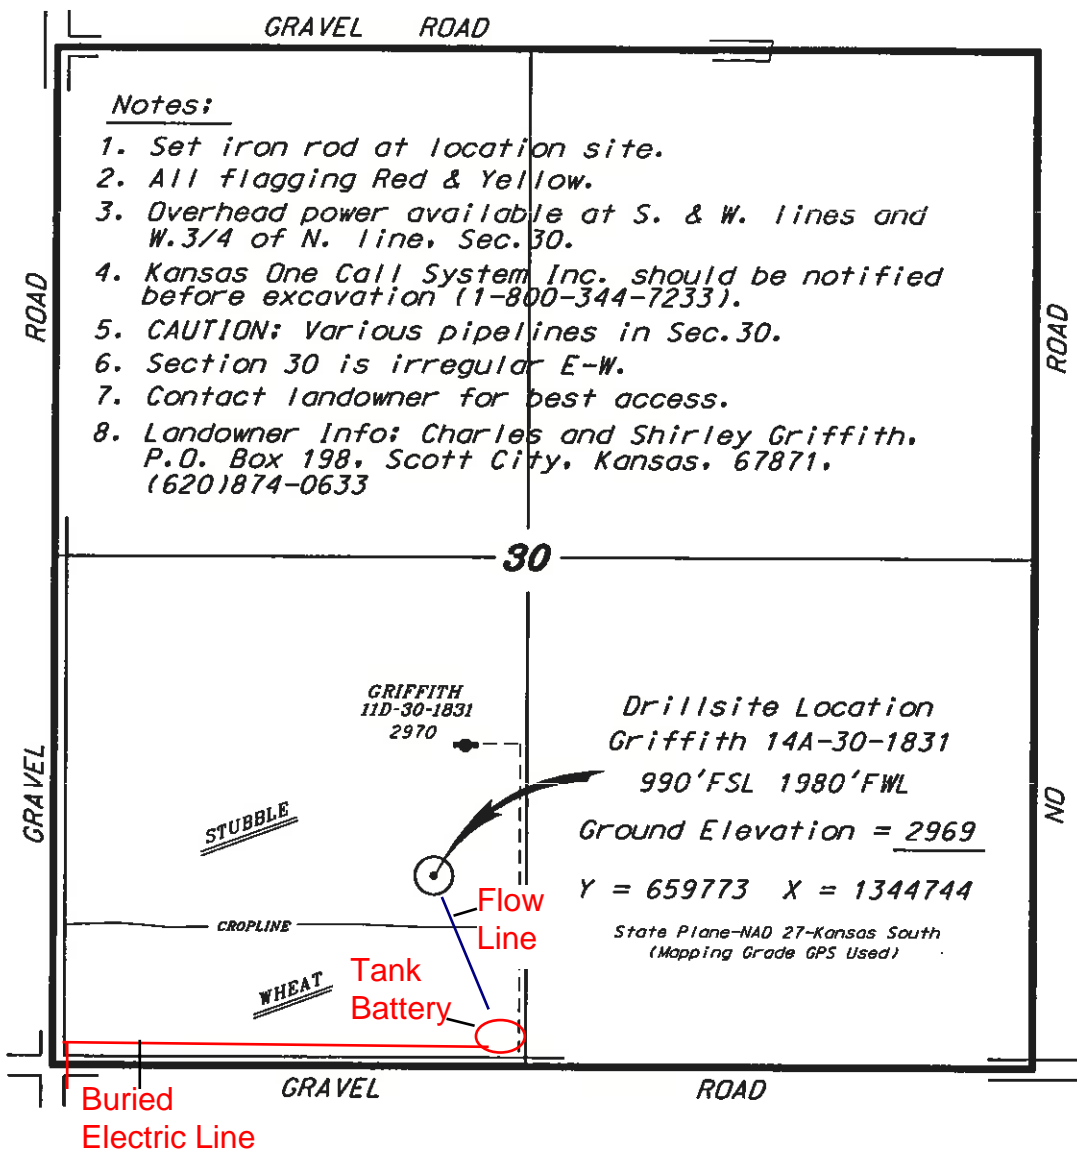 GRAVEL ROAD
Notes:
1. Set iron rod at location site.
2. All flagging Red & Yellow.
3. Overhead power available at S. & W. lines and
W.3/4 of N. line, Sec.30.
4. Kansas One Call System Inc. should be notified
before excavation (1-800-344-7233).
5. CAUTION: Various pipelines in Sec.30.
6. Section 30 is irregular E-W.
7. Contact landowner for best access.
8. Landowner Info: Charles and Shirley Griffith,
P.O. Box 198, Scott City, Kansas, 67871,
(620)874-0633
ROAD
ROAD
30
GRIFFITH
11D-30-1831
2970
Drillsite Location
Griffith 14A-30-1831
990'FSL 1980'FWL
Ground Elevation = 2969
Y = 659773 X = 1344744
State Plane-NAD 27-Kansas South
(Mapping Grade GPS Used)
GRAVEL
NO
STUBBLE
CROPLINE
WHEAT
Flow
Line
Tank
Battery
GRAVEL ROAD
Buried
Electric Line